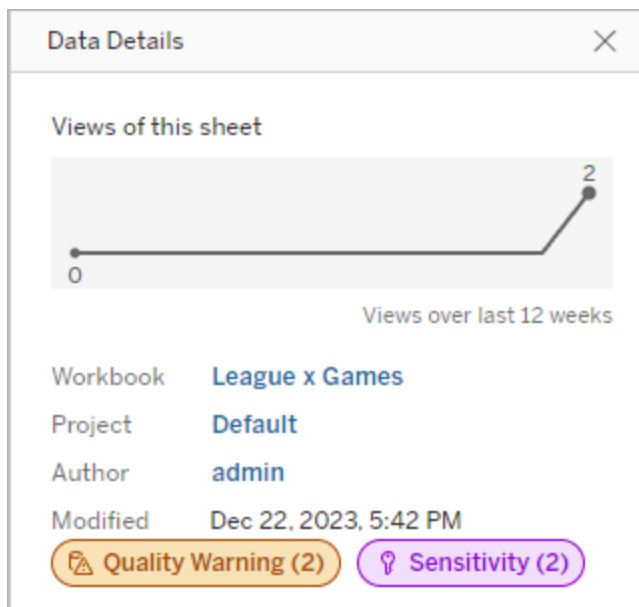 Data Details
Views of this sheet
2
0
Views over last 12 weeks
Workbook League x Games
Project Default
Author admin
Modified Dec 22, 2023, 5:42 PM
Quality Warning (2) Sensitivity (2)